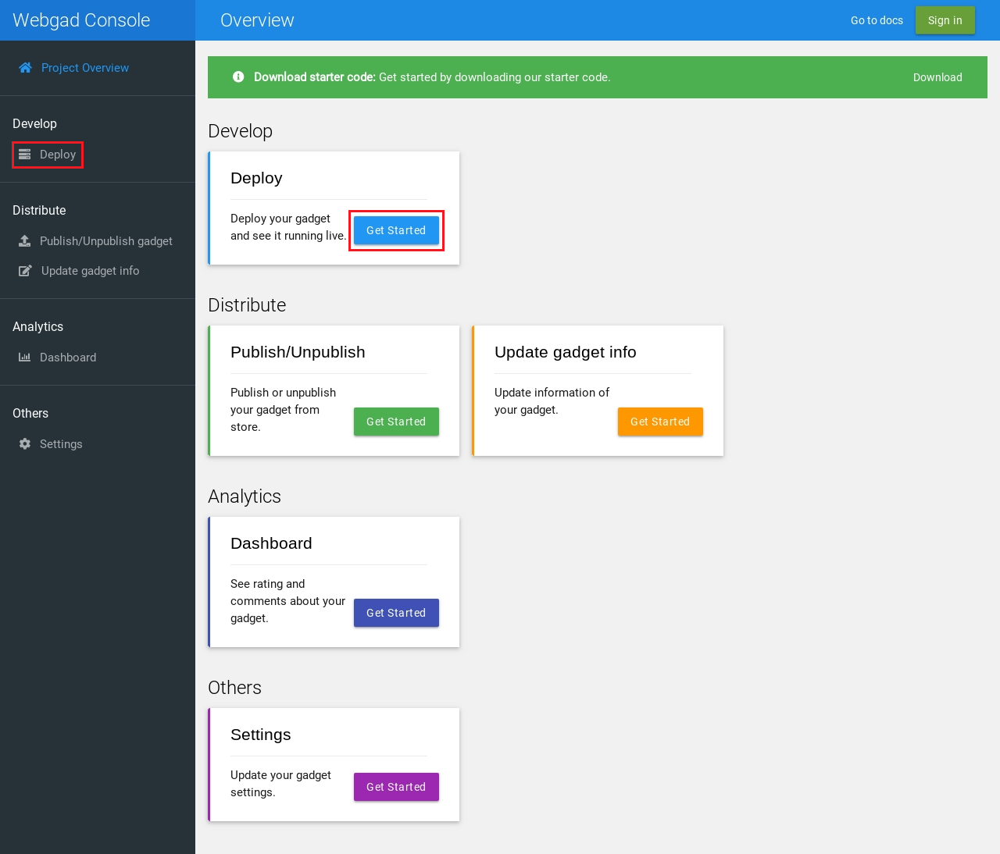 Webgad Console
Overview
Go to docs
Sign in
Project Overview
Develop
Deploy
Distribute
Publish/Unpublish gadget
Update gadget info
Analytics
Dashboard
Others
Settings
Download starter code: Get started by downloading our starter code.
Download
Develop
Deploy
Deploy your gadget
and see it running live.
Get Started
Distribute
Publish/Unpublish
Publish or unpublish
your gadget from
store.
Get Started
Update gadget info
Update information of
your gadget.
Get Started
Analytics
Dashboard
See rating and
comments about your
gadget.
Get Started
Others
Settings
Update your gadget
settings.
Get Started